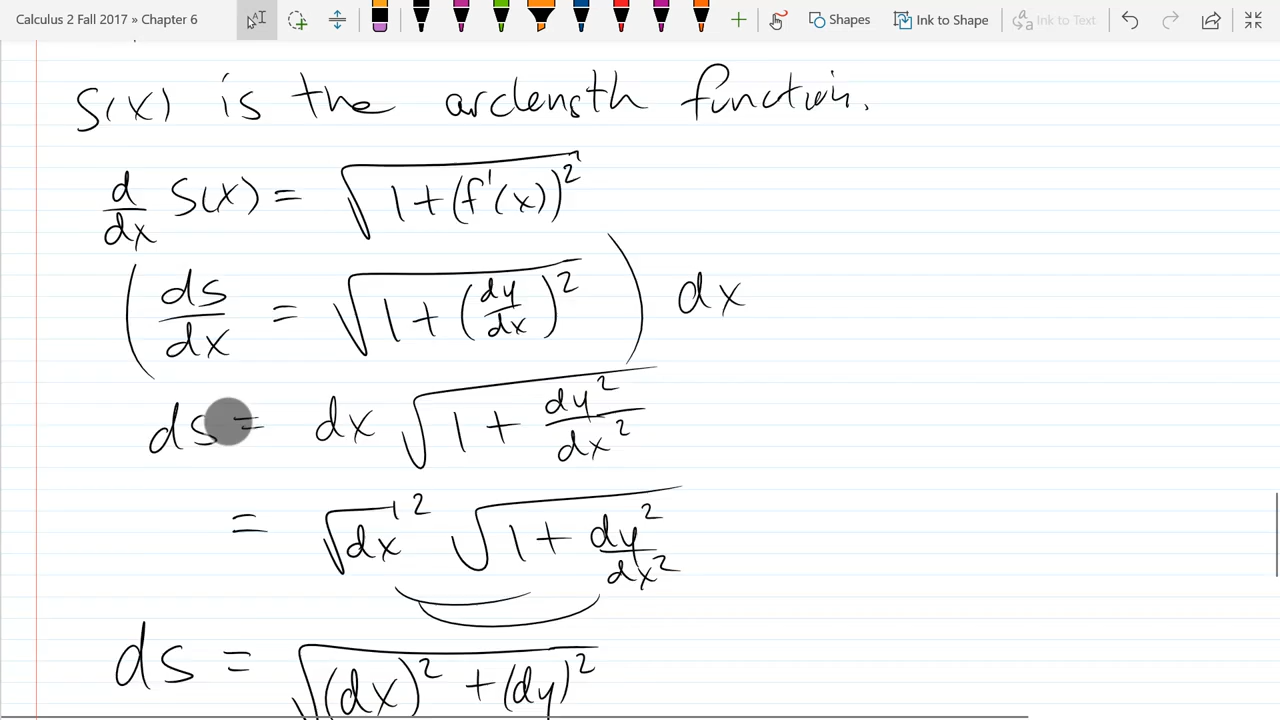 Calculus 2 Fall 2017 » Chapter 6
Shapes
Ink to Shape
Ink to Text
S(x) is the arclength function.
d/dx S(x) = √(1 + (f'(x))²)
(ds/dx = √(1 + (dy/dx)²)) dx
ds = dx √(1 + dy²/dx²)
= √dx² √(1 + dy²/dx²)
ds = √((dx)² + (dy)²)